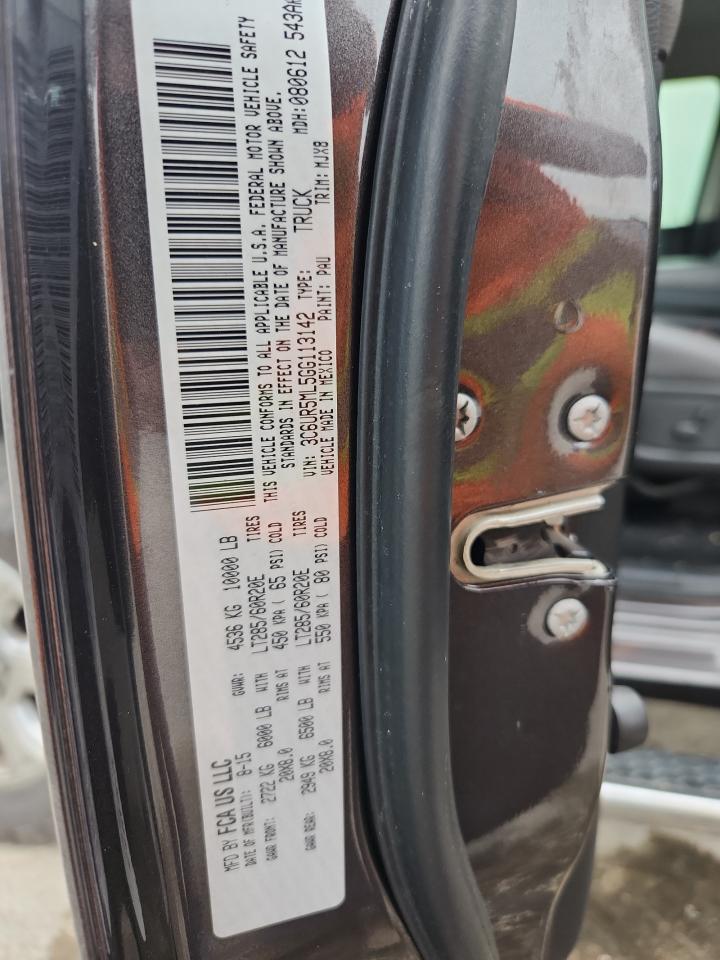 MFD BY FCA US LLC
DATE OF MFR(BUILT): 8-15 GVWR: 4536 KG 10000 LB
GAWR FRONT: 2722 KG 6000 LB WITH LT285/60R20E TIRES
20X8.0 RIMS AT 450 KPA ( 65 PSI) COLD
GAWR REAR: 2949 KG 6500 LB WITH LT285/60R20E TIRES
20X8.0 RIMS AT 550 KPA ( 80 PSI) COLD
THIS VEHICLE CONFORMS TO ALL APPLICABLE U.S.A. FEDERAL MOTOR VEHICLE SAFETY
STANDARDS IN EFFECT ON THE DATE OF MANUFACTURE SHOWN ABOVE.
VIN: 3C6UR5ML5GG113142 TYPE: TRUCK MDH:080612 543A
VEHICLE MADE IN MEXICO PAINT: PAU TRIM: MJX8